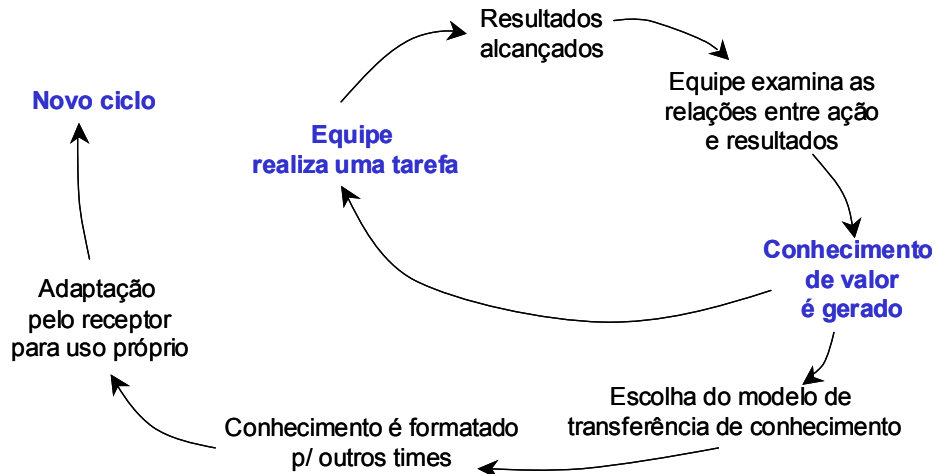 Resultados
alcançados
Equipe examina as
relações entre ação
e resultados
Novo ciclo
Equipe
realiza uma tarefa
Conhecimento
de valor
é gerado
Adaptação
pelo receptor
para uso próprio
Escolha do modelo de
transferência de conhecimento
Conhecimento é formatado
p/ outros times